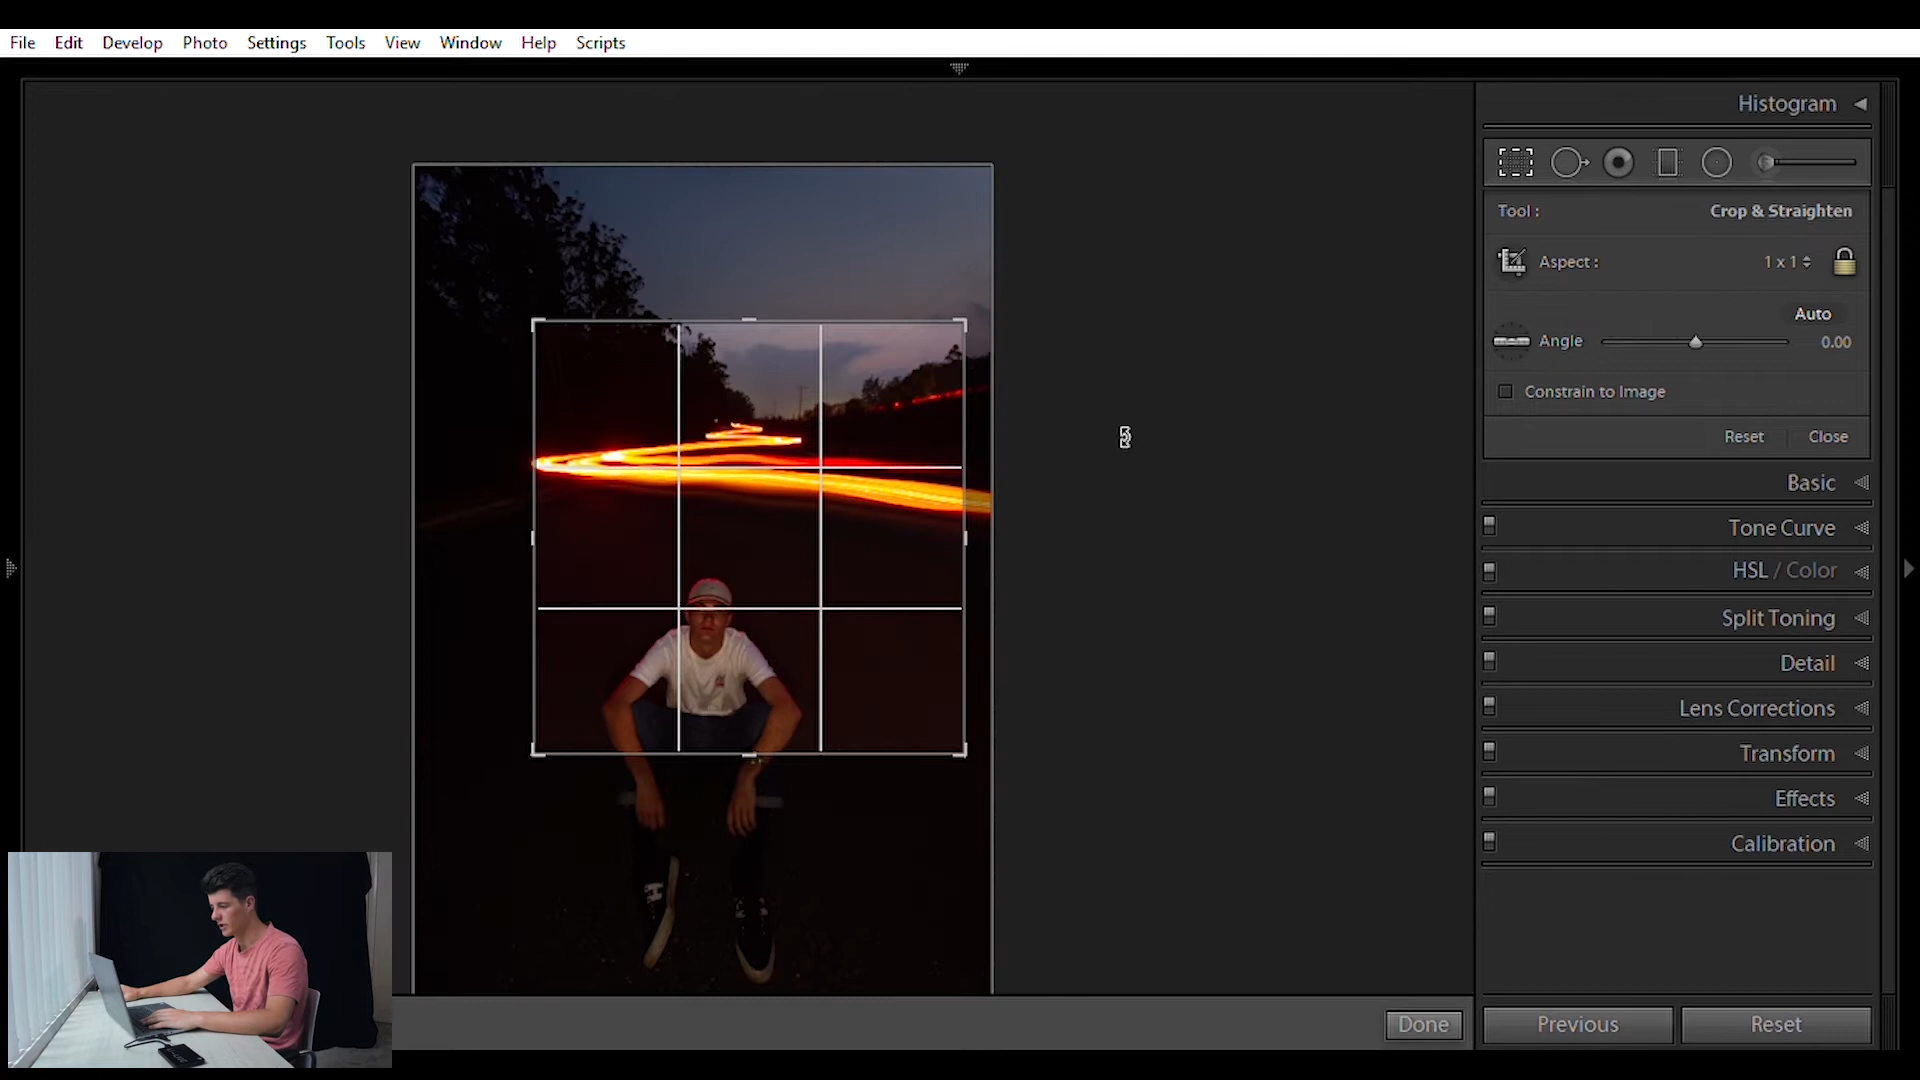 File Edit Develop Photo Settings Tools View Window Help Scripts
Histogram
Tool : Crop & Straighten
Aspect : 1 x 1
Auto
Angle 0.00
Constrain to Image
Reset Close
Basic
Tone Curve
HSL / Color
Split Toning
Detail
Lens Corrections
Transform
Effects
Calibration
Done Previous Reset